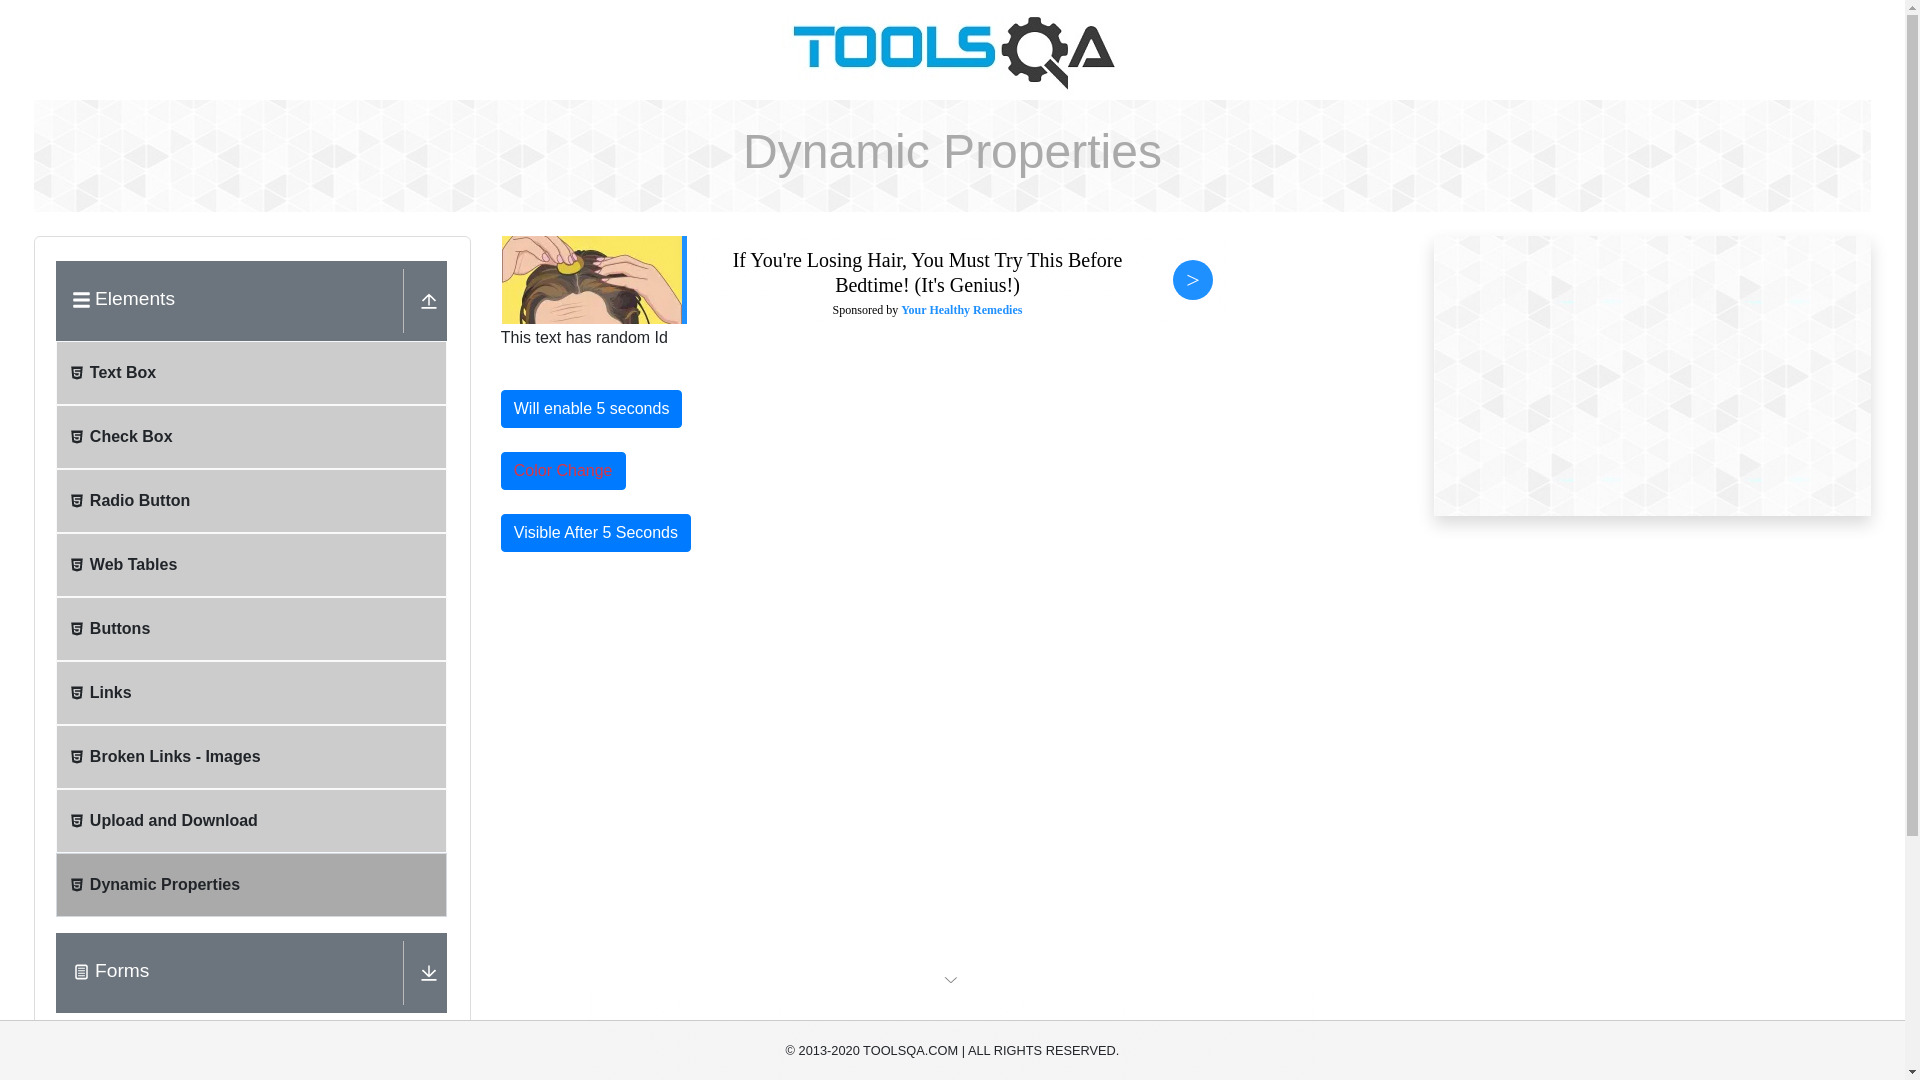 TOOLSQA
Dynamic Properties
Elements
Text Box
Check Box
Radio Button
Web Tables
Buttons
Links
Broken Links - Images
Upload and Download
Dynamic Properties
Forms
If You're Losing Hair, You Must Try This Before
Bedtime! (It's Genius!)
Sponsored by Your Healthy Remedies
>
This text has random Id
Will enable 5 seconds
Color Change
Visible After 5 Seconds
© 2013-2020 TOOLSQA.COM | ALL RIGHTS RESERVED.